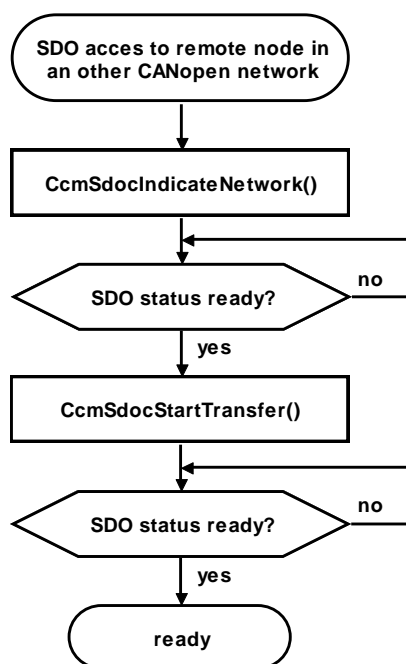 SDO acces to remote node in
an other CANopen network
CcmSdocIndicateNetwork()
SDO status ready?
no
yes
CcmSdocStartTransfer()
SDO status ready?
no
yes
ready